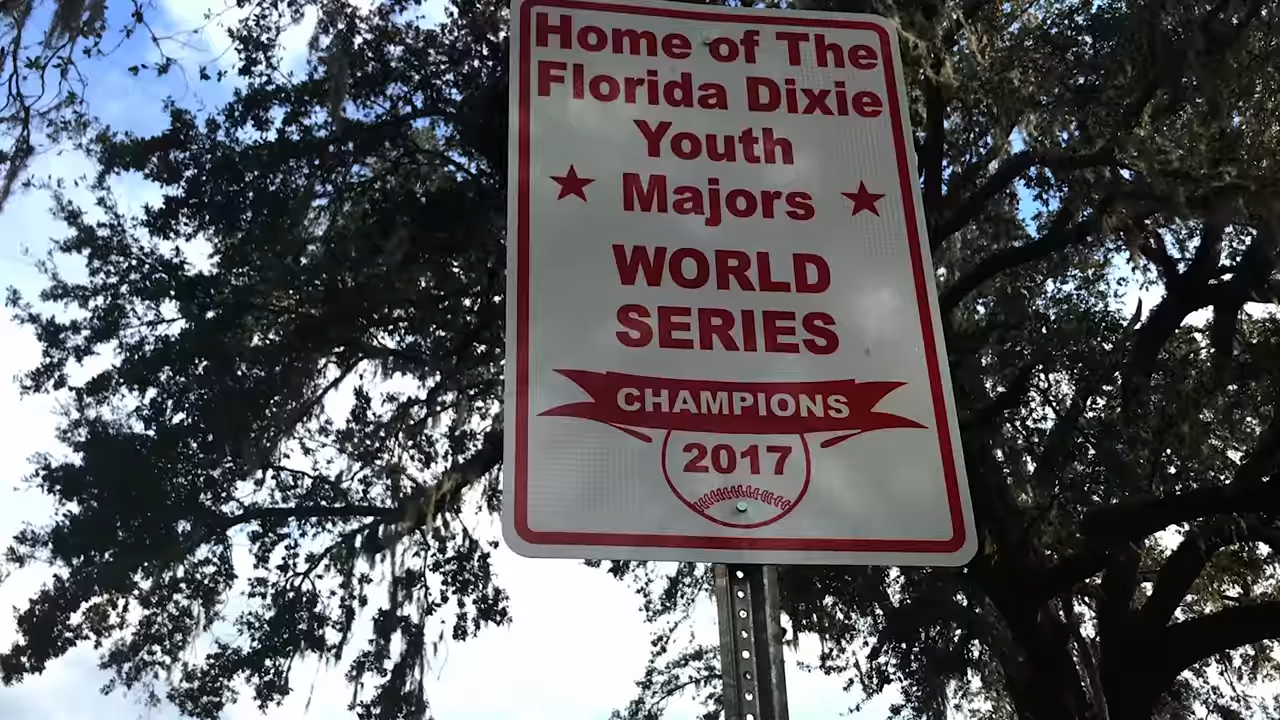 Home of The
Florida Dixie
Youth
Majors
WORLD
SERIES
CHAMPIONS
2017